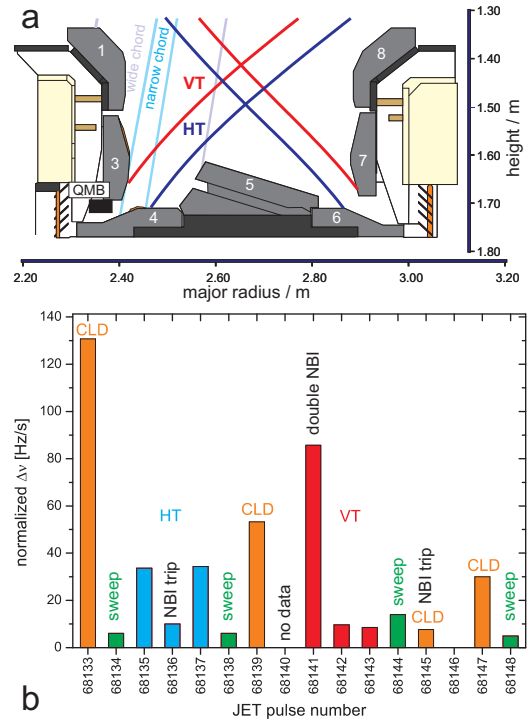 a
1.30
1
8
wide chord
narrow chord
VT
1.40
HT
1.50
height / m
3
7
1.60
QMB
5
4
6
1.70
1.80
2.20
2.40
2.60
2.80
3.00
3.20
major radius / m
140
120
100
80
60
40
20
0
normalized Δν [Hz/s]
CLD
sweep
HT
NBI trip
sweep
CLD
no data
double NBI
VT
sweep
NBI trip
CLD
CLD
sweep
68133
68134
68135
68136
68137
68138
68139
68140
68141
68142
68143
68144
68145
68146
68147
68148
b
JET pulse number